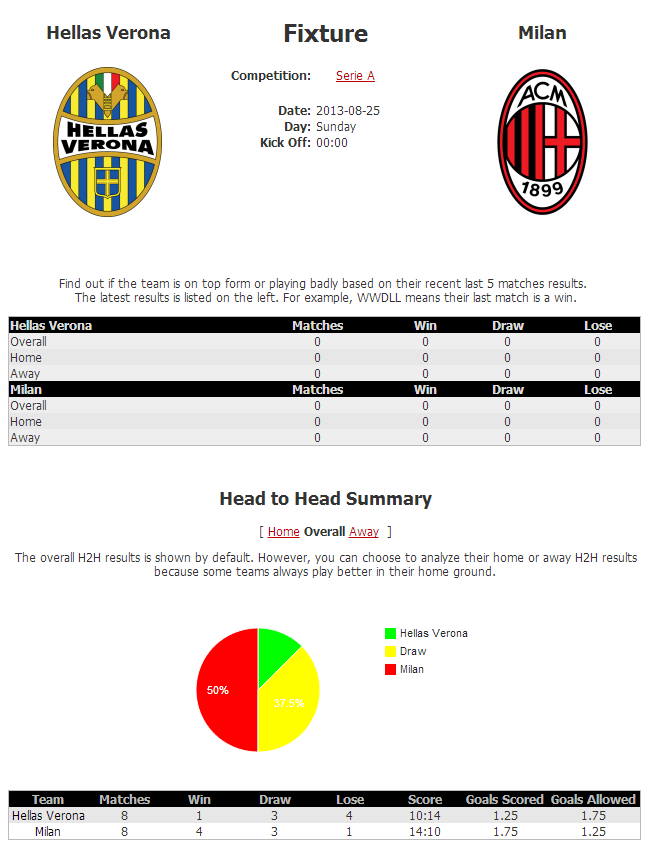 Hellas Verona Fixture Milan
Competition: Serie A
HELLAS
VERONA
ACM
1899
Date: 2013-08-25
Day: Sunday
Kick Off: 00:00
Find out if the team is on top form or playing badly based on their recent last 5 matches results.
The latest results is listed on the left. For example, WWDLL means their last match is a win.
Hellas Verona Matches Win Draw Lose
Overall 0 0 0 0
Home 0 0 0 0
Away 0 0 0 0
Milan Matches Win Draw Lose
Overall 0 0 0 0
Home 0 0 0 0
Away 0 0 0 0
Head to Head Summary
[ Home Overall Away ]
The overall H2H results is shown by default. However, you can choose to analyze their home or away H2H results
because some teams always play better in their home ground.
Hellas Verona
Draw
Milan
50%
37.5%
Team Matches Win Draw Lose Score Goals Scored Goals Allowed
Hellas Verona 8 1 3 4 10:14 1.25 1.75
Milan 8 4 3 1 14:10 1.75 1.25